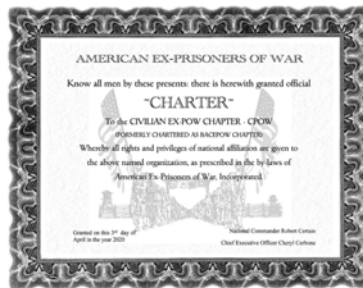 AMERICAN EX-PRISONERS OF WAR
Know all men by these presents: there is herewith granted official
"CHARTER"
To the CIVILIAN EX-POW CHAPTER - CPOW
(FORMERLY CHARTERED AS BACEPOW CHAPTER)
Whereby all rights and privileges of national affiliation are given to
the above named organization, as prescribed in the by-laws of
American Ex-Prisoners of War, Incorporated.
Granted on this 3rd day of
April in the year 2020
National Commander Robert Certain
Chief Executive Officer Cheryl Cerbone